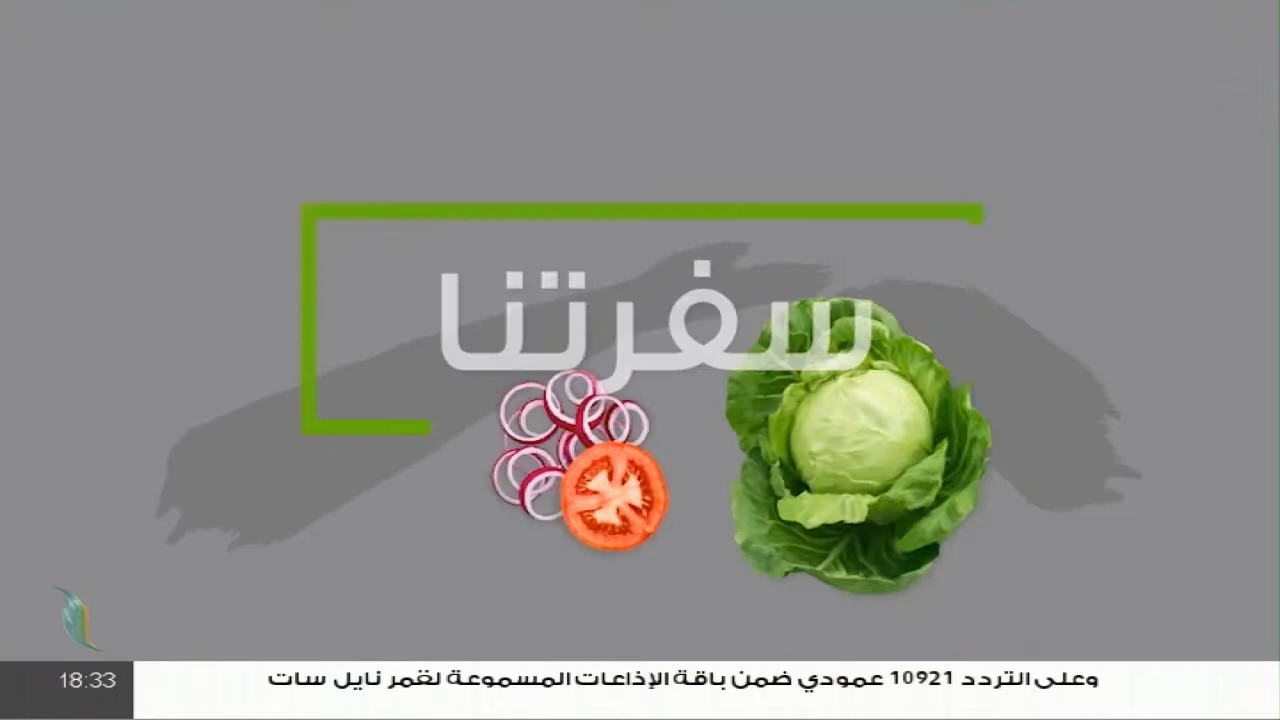 سفرتنا
18:33
وعلى التردد 10921 عمودي ضمن باقة الإذاعات المسموعة لقمر نايل سات